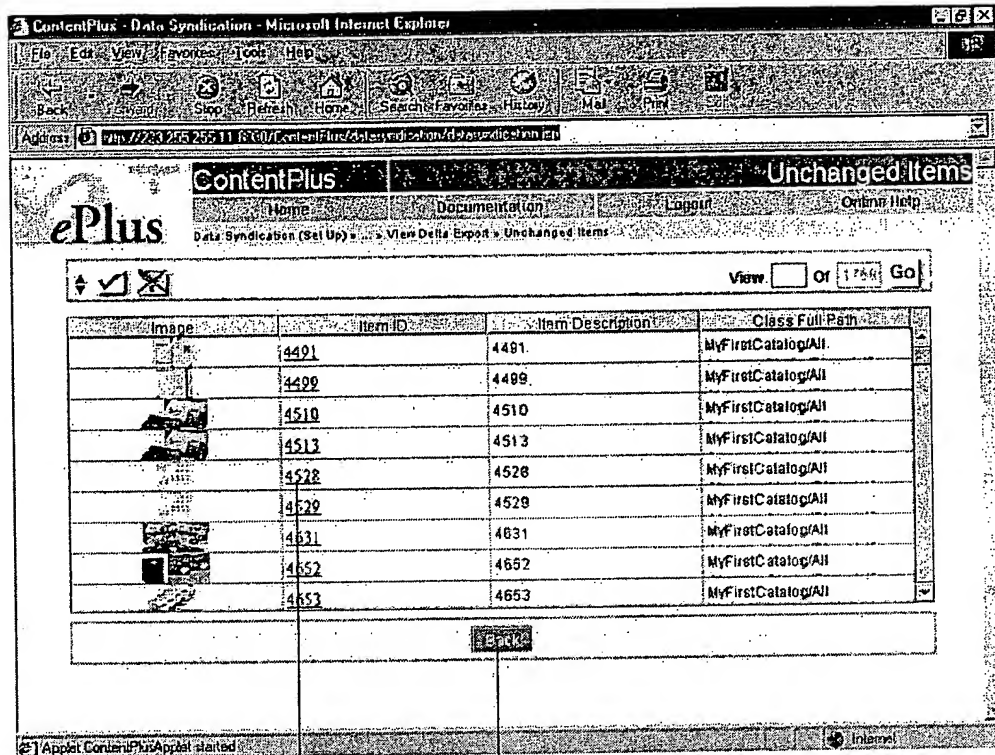 ContentPlus - Data Syndication - Microsoft Internet Explorer
File Edit View Favorites Tools Help
Back Forward Stop Refresh Home Search Favorites History Mail Print Edit
Address
ContentPlus Unchanged Items
ePlus
Home Documentation Logout Online Help
Data Syndication (Set Up) » ... » View Delta Export » Unchanged Items
View Of Go
Image Item ID Item Description Class Full Path
4491 4491 MyFirstCatalog/All
4499 4499 MyFirstCatalog/All
4510 4510 MyFirstCatalog/All
4513 4513 MyFirstCatalog/All
4528 4528 MyFirstCatalog/All
4529 4529 MyFirstCatalog/All
4631 4631 MyFirstCatalog/All
4652 4652 MyFirstCatalog/All
4653 4653 MyFirstCatalog/All
Back
Applet ContentPlusApplet started Internet